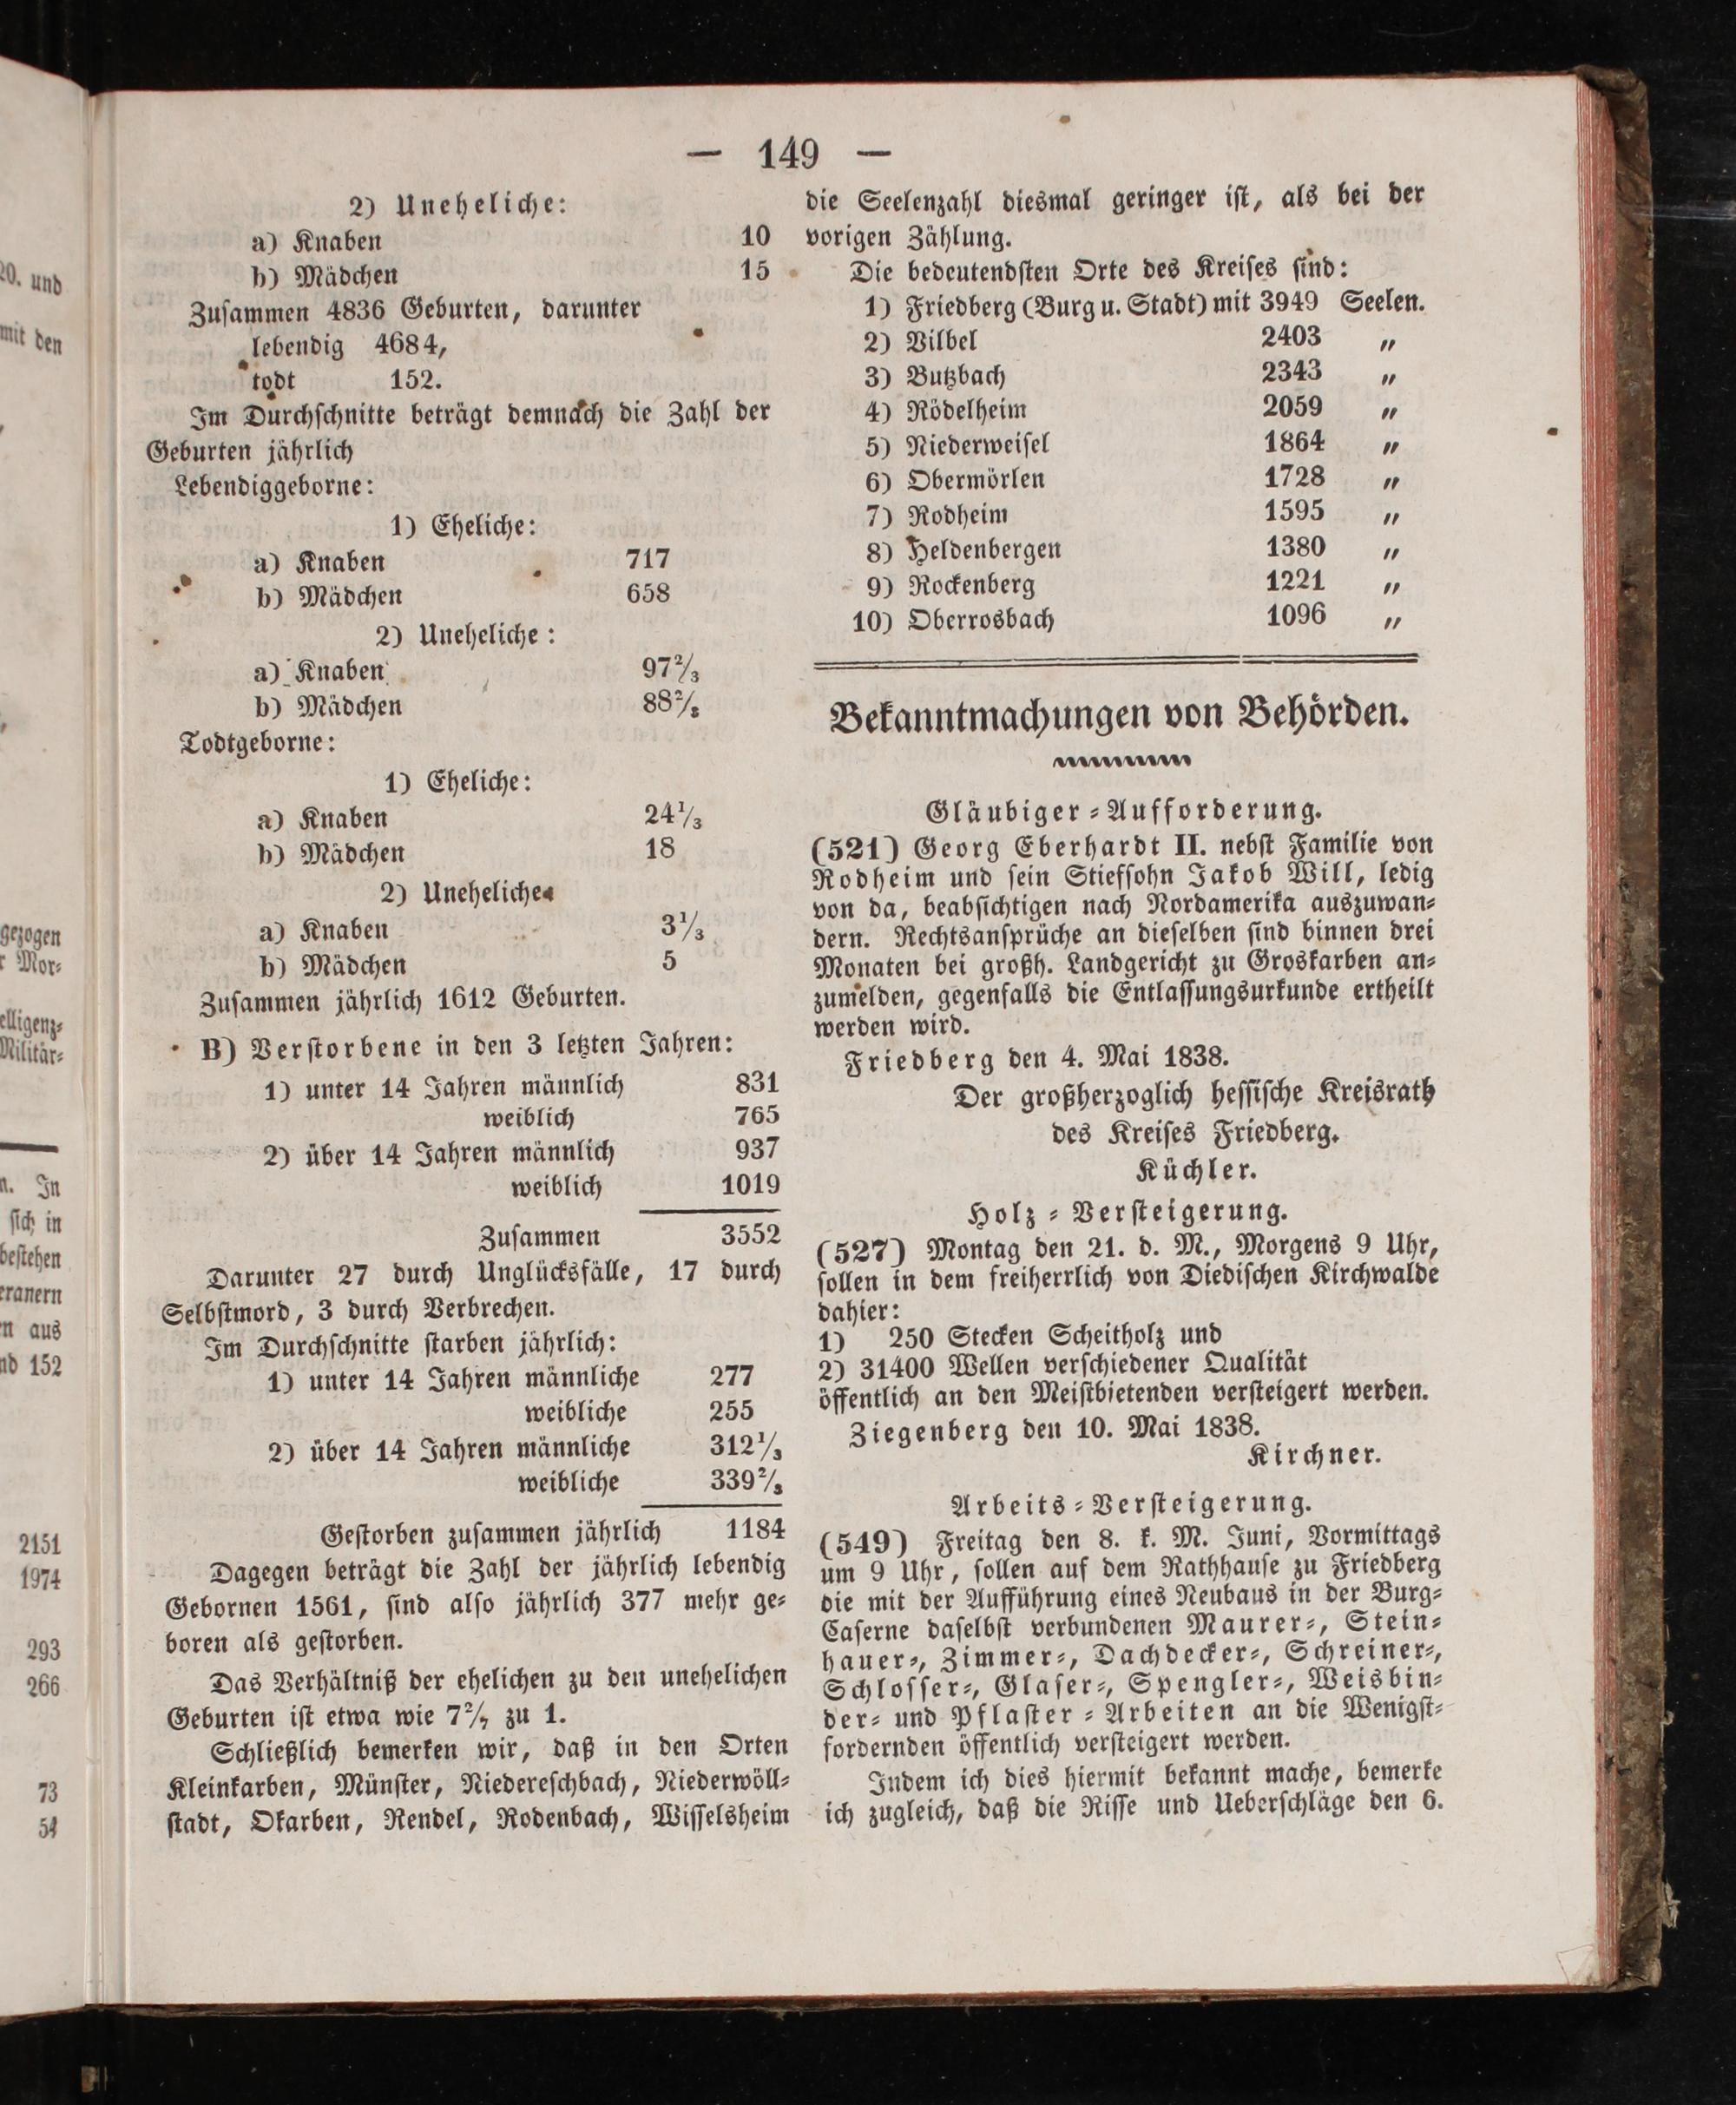 — 149 —
2) Uneheliche:
a) Knaben 10
b) Mädchen 15
Zusammen 4836 Geburten, darunter
lebendig 4684,
todt 152.
Im Durchschnitte beträgt demnach die Zahl der
Geburten jährlich
Lebendiggeborne:
1) Eheliche:
a) Knaben 717
b) Mädchen 658
2) Uneheliche:
a) Knaben 97²/₃
b) Mädchen 88²/₃
Todtgeborne:
1) Eheliche:
a) Knaben 24¹/₃
b) Mädchen 18
2) Uneheliche
a) Knaben 3¹/₃
b) Mädchen 5
Zusammen jährlich 1612 Geburten.
B) Verstorbene in den 3 letzten Jahren:
1) unter 14 Jahren männlich 831
weiblich 765
2) über 14 Jahren männlich 937
weiblich 1019
Zusammen 3552
Darunter 27 durch Unglücksfälle, 17 durch
Selbstmord, 3 durch Verbrechen.
Im Durchschnitte starben jährlich:
1) unter 14 Jahren männliche 277
weibliche 255
2) über 14 Jahren männliche 312¹/₃
weibliche 339²/₃
Gestorben zusammen jährlich 1184
Dagegen beträgt die Zahl der jährlich lebendig
Gebornen 1561, sind also jährlich 377 mehr ge-
boren als gestorben.
Das Verhältniß der ehelichen zu den unehelichen
Geburten ist etwa wie 7²/₇ zu 1.
Schließlich bemerken wir, daß in den Orten
Kleinkarben, Münster, Niedereschbach, Niederwöll-
stadt, Okarben, Rendel, Rodenbach, Wisselsheim
die Seelenzahl diesmal geringer ist, als bei der
vorigen Zählung.
Die bedeutendsten Orte des Kreises sind:
1) Friedberg (Burg u. Stadt) mit 3949 Seelen.
2) Vilbel 2403 „
3) Butzbach 2343 „
4) Rödelheim 2059 „
5) Niederweisel 1864 „
6) Obermörlen 1728 „
7) Rodheim 1595 „
8) Heldenbergen 1380 „
9) Rockenberg 1221 „
10) Oberrosbach 1096 „
Bekanntmachungen von Behörden.
Gläubiger-Aufforderung.
(521) Georg Eberhardt II. nebst Familie von
Rodheim und sein Stiefsohn Jakob Will, ledig
von da, beabsichtigen nach Nordamerika auszuwan-
dern. Rechtsansprüche an dieselben sind binnen drei
Monaten bei großh. Landgericht zu Groskarben an-
zumelden, gegenfalls die Entlassungsurkunde ertheilt
werden wird.
Friedberg den 4. Mai 1838.
Der großherzoglich hessische Kreisrath
des Kreises Friedberg.
Küchler.
Holz-Versteigerung.
(527) Montag den 21. d. M., Morgens 9 Uhr,
sollen in dem freiherrlich von Diedischen Kirchwalde
dahier:
1) 250 Stecken Scheitholz und
2) 31400 Wellen verschiedener Qualität
öffentlich an den Meistbietenden versteigert werden.
Ziegenberg den 10. Mai 1838.
Kirchner.
Arbeits-Versteigerung.
(549) Freitag den 8. k. M. Juni, Vormittags
um 9 Uhr, sollen auf dem Rathhause zu Friedberg
die mit der Aufführung eines Neubaus in der Burg-
Caserne daselbst verbundenen Maurer-, Stein-
hauer-, Zimmer-, Dachdecker-, Schreiner-,
Schlosser-, Glaser-, Spengler-, Weisbin-
der- und Pflaster-Arbeiten an die Wenigst-
fordernden öffentlich versteigert werden.
Indem ich dies hiermit bekannt mache, bemerke
ich zugleich, daß die Risse und Ueberschläge den 6.
20. und
mit den
gezogen
elligenz-
Militär-
In
sich in
bestehen
eranern
aus
152
2151
1974
293
266
73
54